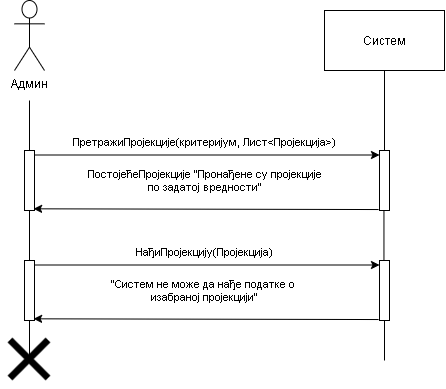 Систем
Админ
ПретражиПројекције(критеријум, Лист<Пројекција>)
ПостојећеПројекције "Пронађене су пројекције
по задатој вредности"
НађиПројекцију(Пројекција)
"Систем не може да нађе податке о
изабраној пројекцији"